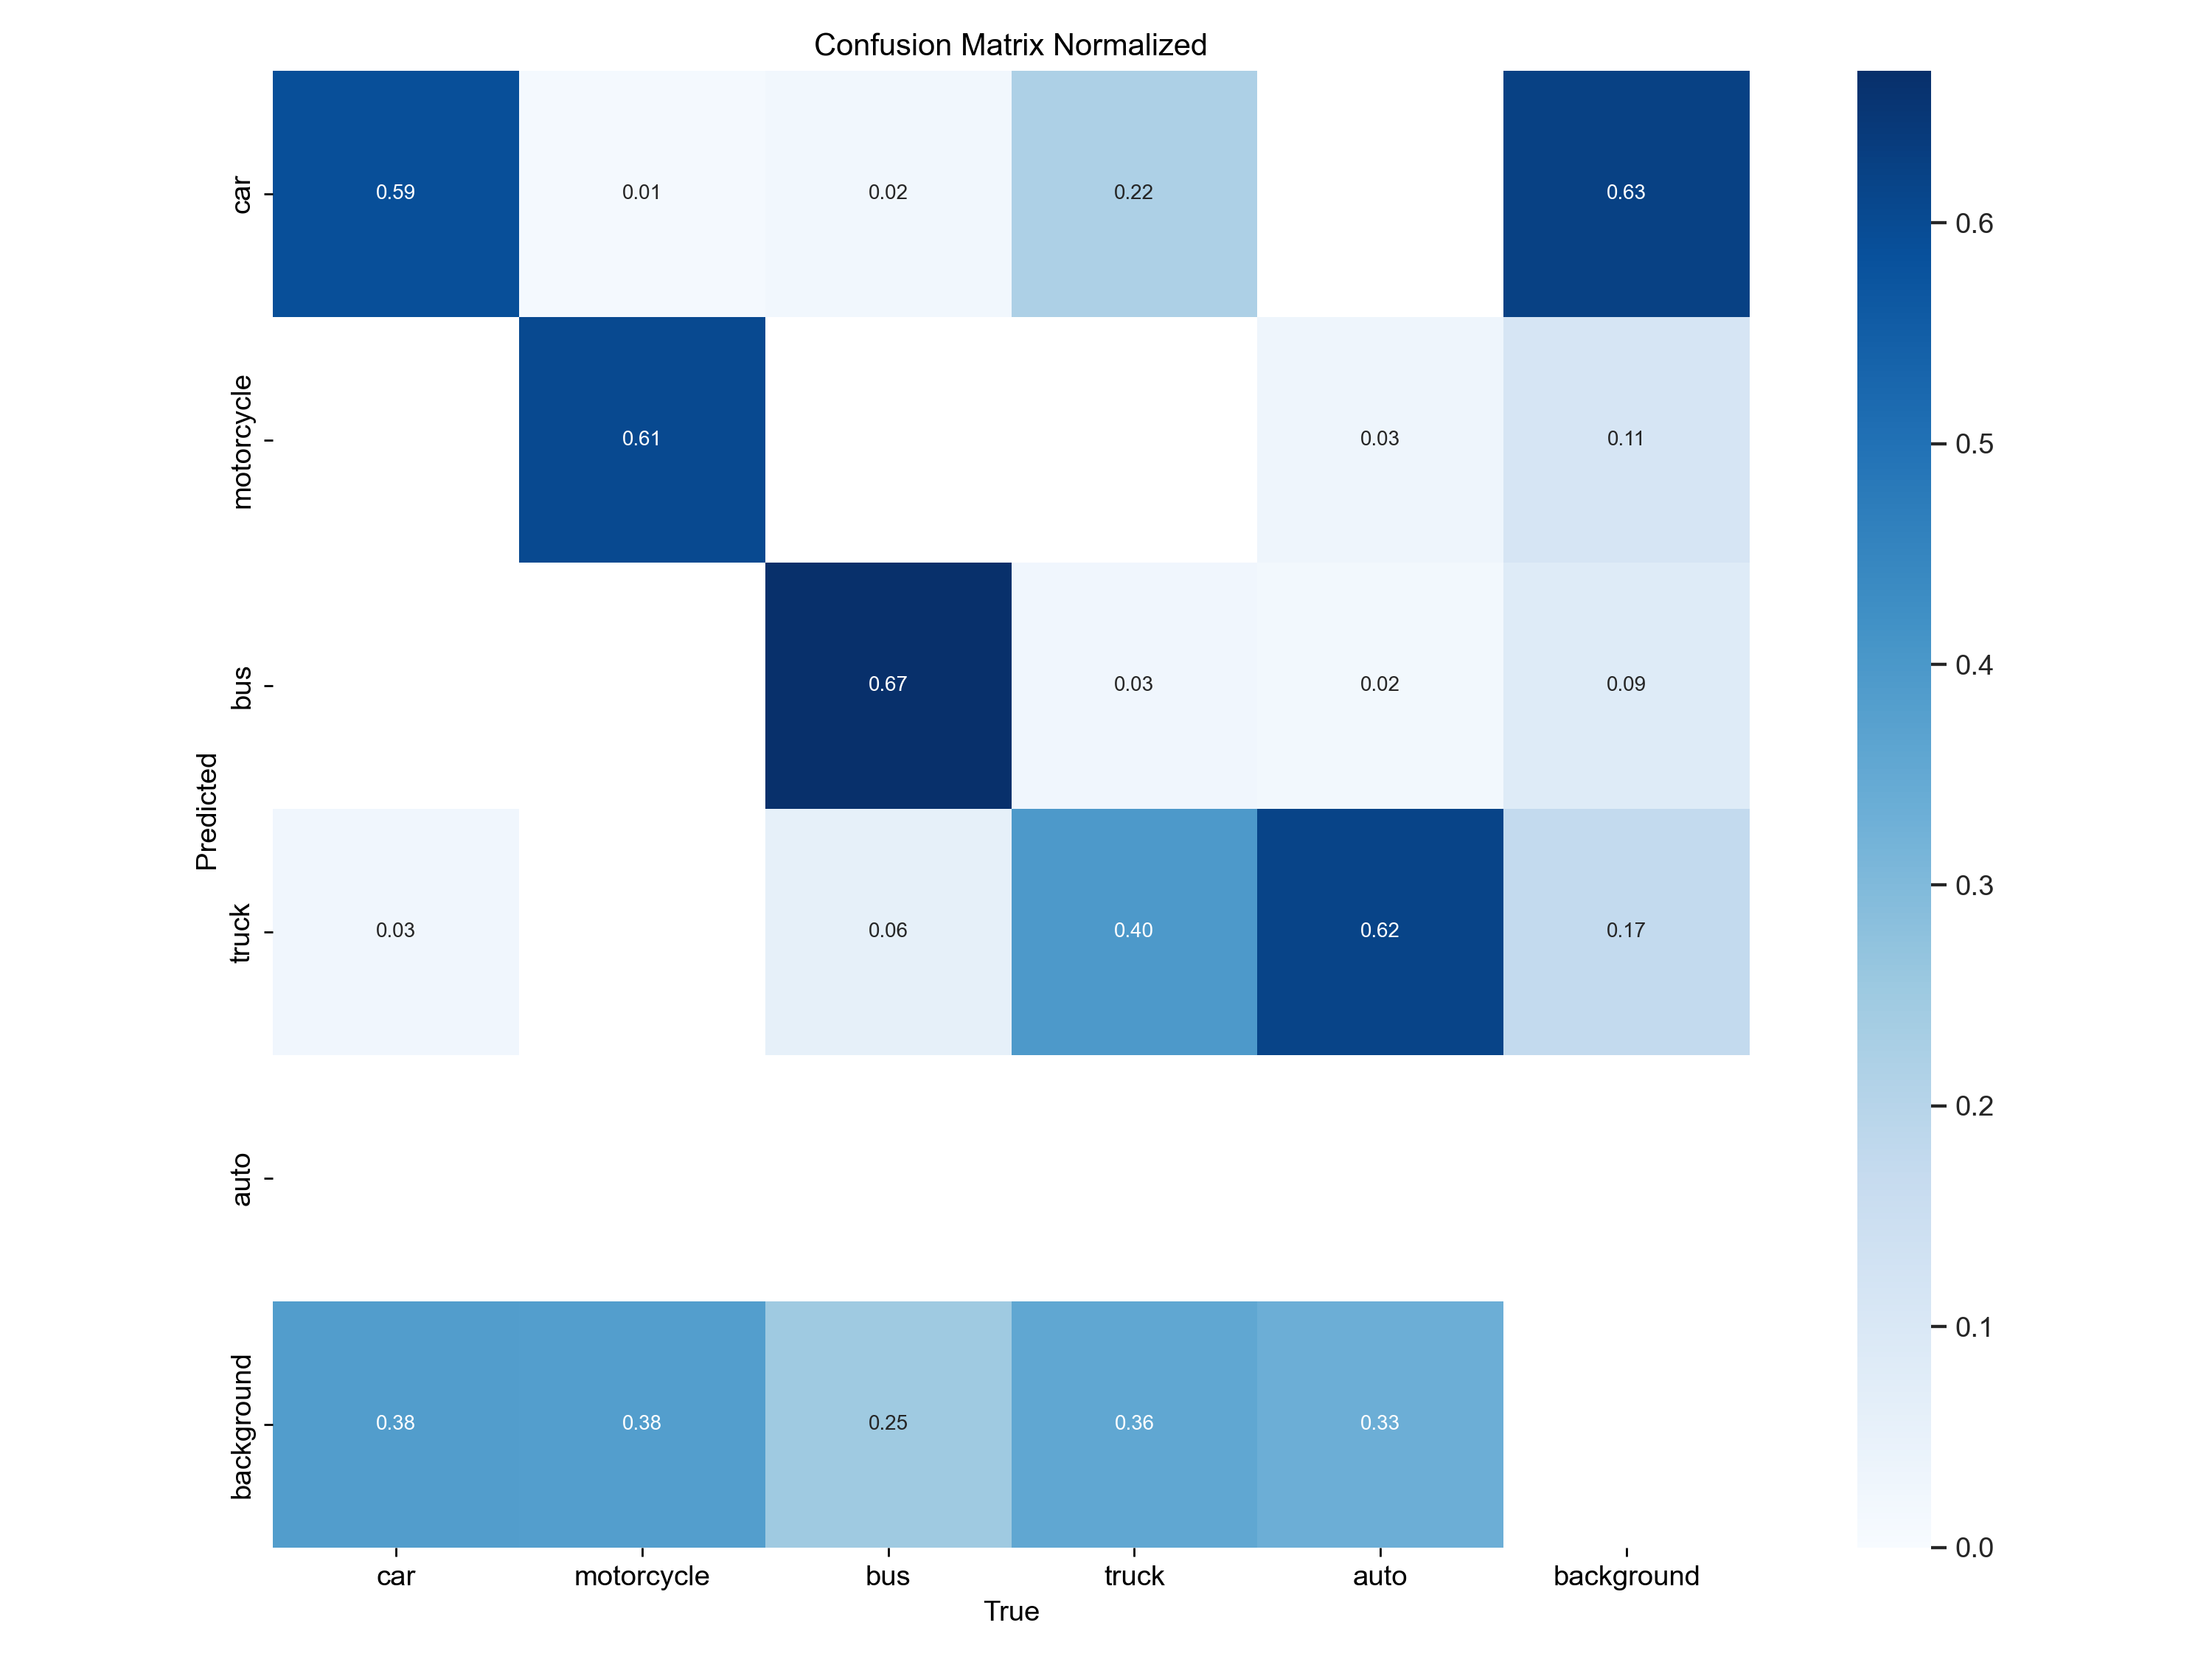 Confusion Matrix Normalized
car
0.59
0.01
0.02
0.22
0.63
motorcycle
0.61
0.03
0.11
bus
0.67
0.03
0.02
0.09
truck
0.03
0.06
0.40
0.62
0.17
auto
background
0.38
0.38
0.25
0.36
0.33
Predicted
car
motorcycle
bus
truck
auto
background
True
0.6
0.5
0.4
0.3
0.2
0.1
0.0